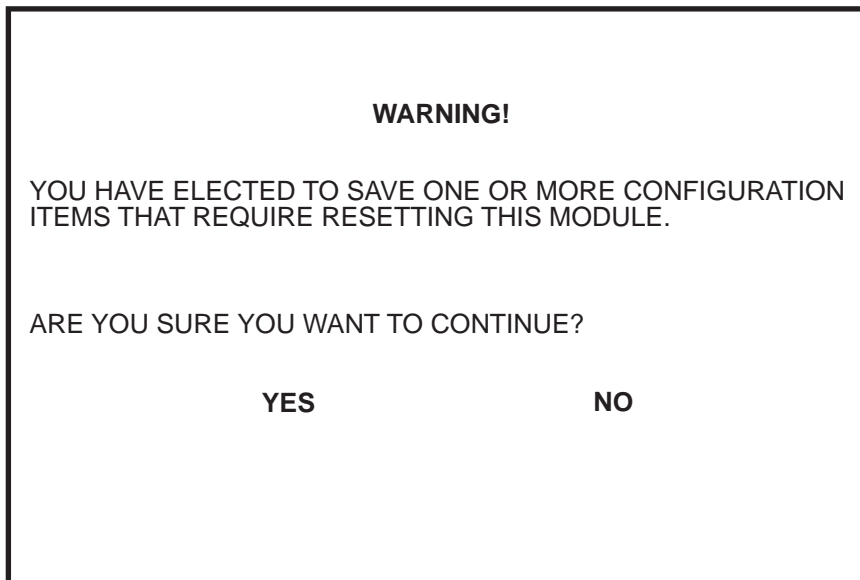 WARNING!
YOU HAVE ELECTED TO SAVE ONE OR MORE CONFIGURATION
ITEMS THAT REQUIRE RESETTING THIS MODULE.
ARE YOU SURE YOU WANT TO CONTINUE?
YES NO